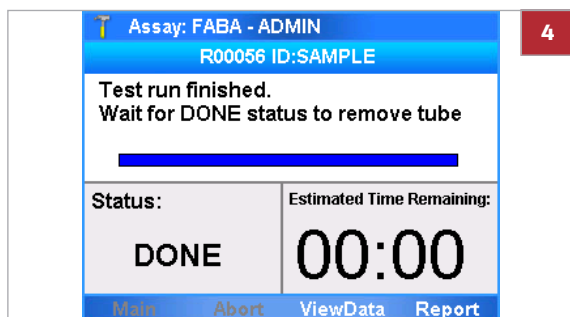 Assay: FABA - ADMIN
4
R00056 ID:SAMPLE
Test run finished.
Wait for DONE status to remove tube
Status:
DONE
Estimated Time Remaining:
00:00
Main Abort ViewData Report